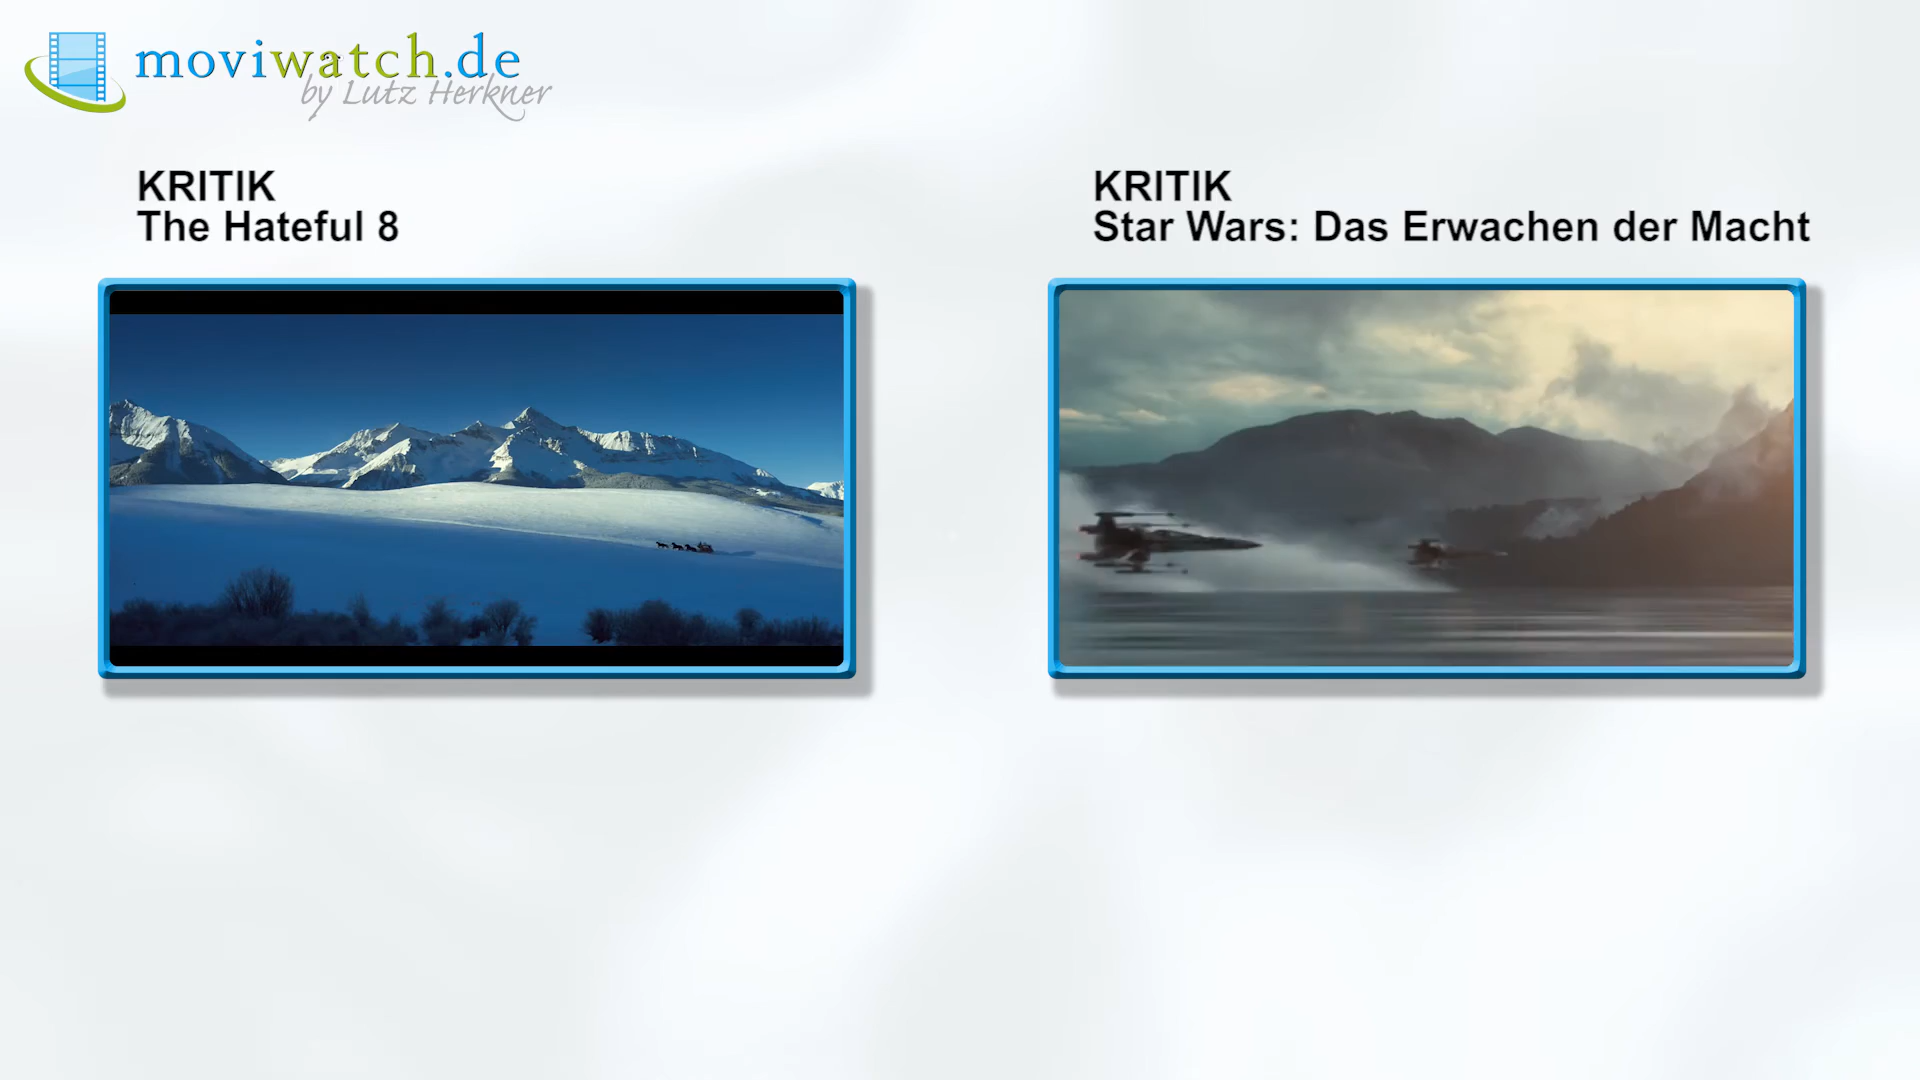 moviwatch.de
by Lutz Herkner
KRITIK
The Hateful 8
KRITIK
Star Wars: Das Erwachen der Macht